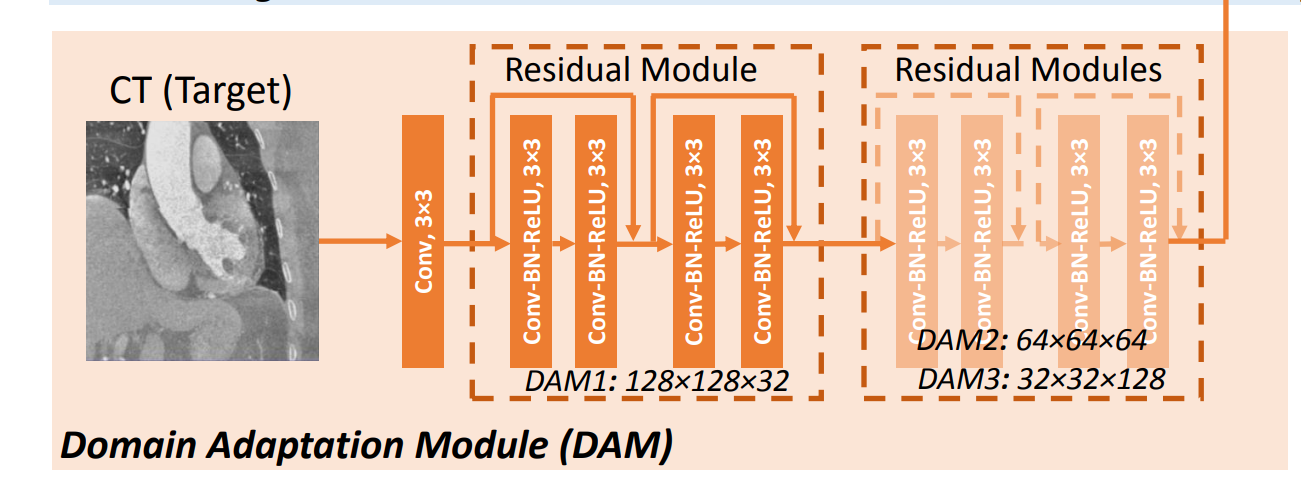 CT (Target)
Conv, 3×3
Residual Module
Conv-BN-ReLU, 3×3
Conv-BN-ReLU, 3×3
Conv-BN-ReLU, 3×3
Conv-BN-ReLU, 3×3
DAM1: 128×128×32
Residual Modules
Conv-BN-ReLU, 3×3
Conv-BN-ReLU, 3×3
Conv-BN-ReLU, 3×3
Conv-BN-ReLU, 3×3
DAM2: 64×64×64
DAM3: 32×32×128
Domain Adaptation Module (DAM)